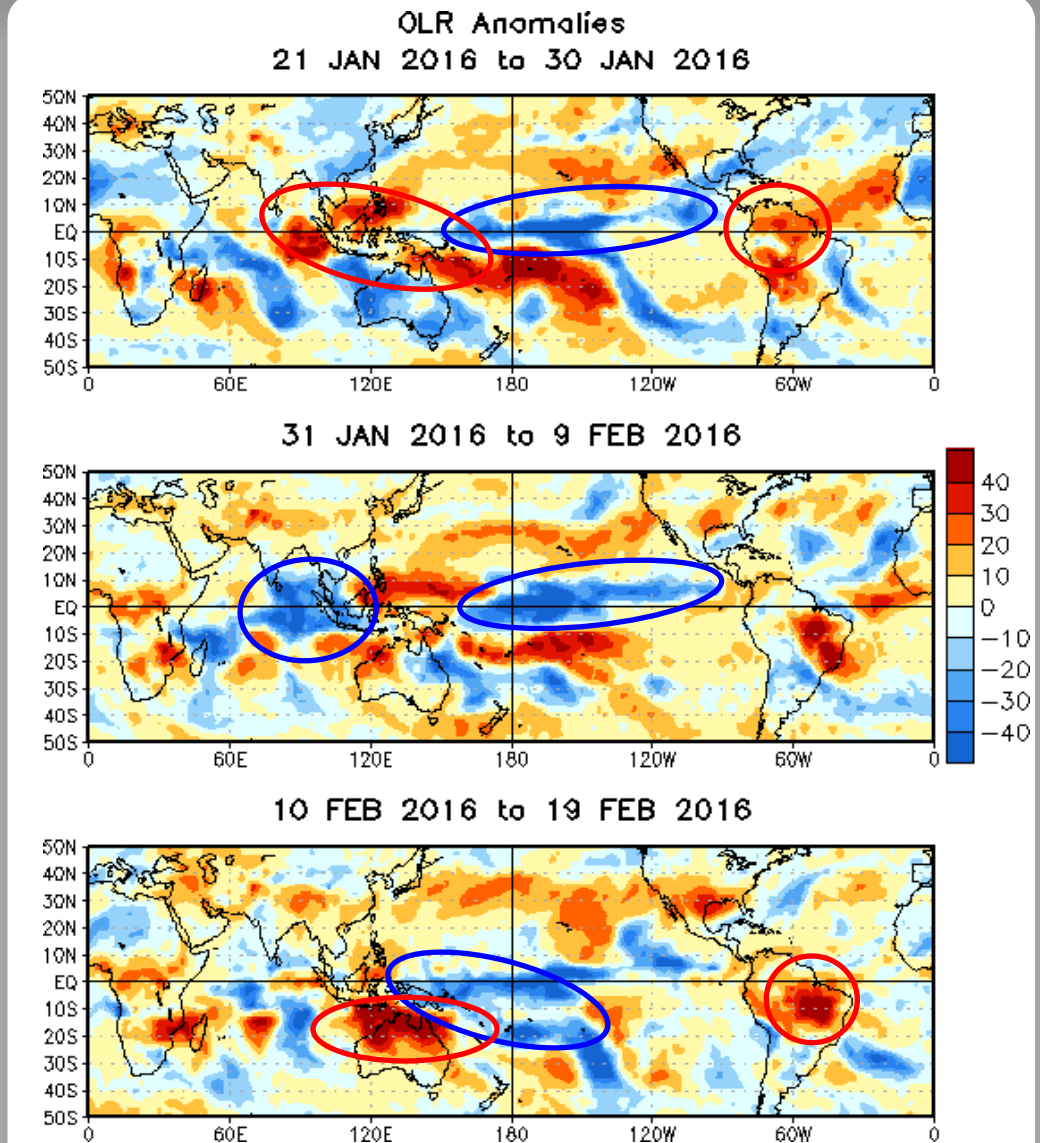 OLR Anomalies
21 JAN 2016 to 30 JAN 2016
50N
40N
30N
20N
10N
EQ
10S
20S
30S
40S
50S
0 60E 120E 180 120W 60W 0
31 JAN 2016 to 9 FEB 2016
50N
40N
30N
20N
10N
EQ
10S
20S
30S
40S
50S
0 60E 120E 180 120W 60W 0
40
30
20
10
0
-10
-20
-30
-40
10 FEB 2016 to 19 FEB 2016
50N
40N
30N
20N
10N
EQ
10S
20S
30S
40S
50S
0 60E 120E 180 120W 60W 0